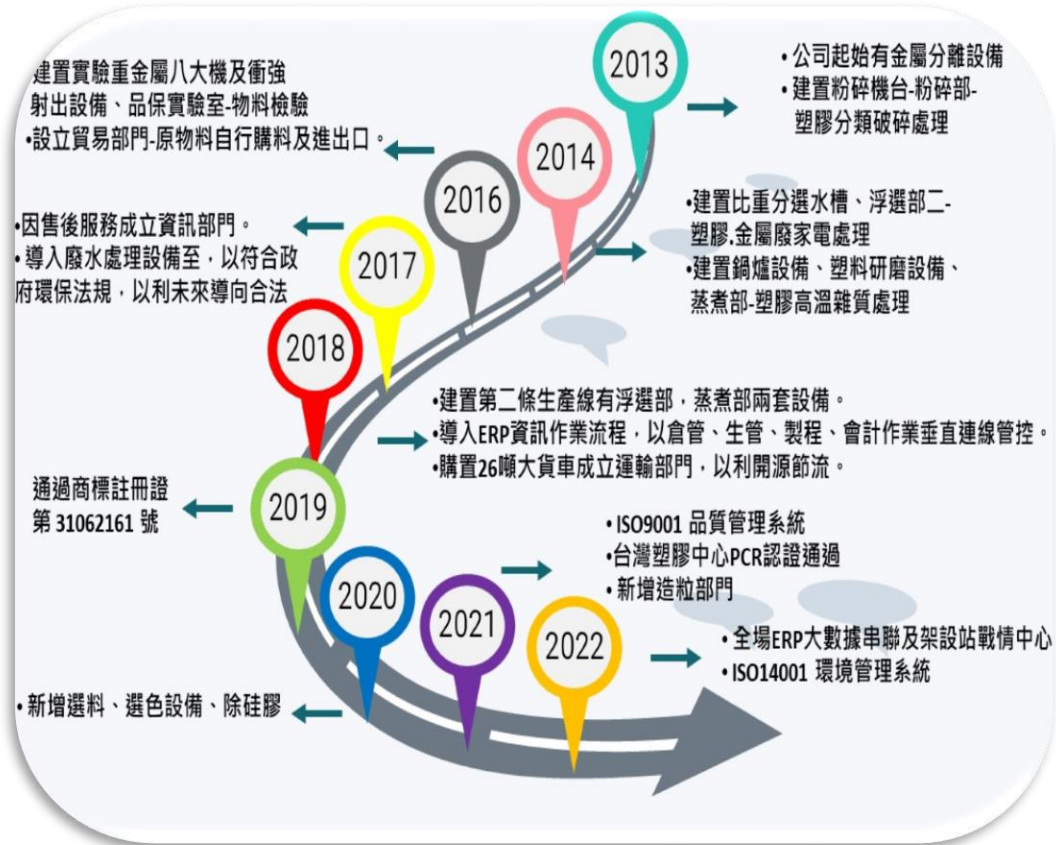 2013
• 公司起始有金屬分離設備
• 建置粉碎機台-粉碎部-
塑膠分類破碎處理
2014
•建置比重分選水槽、浮選部二-
塑膠.金屬廢家電處理
•建置鍋爐設備、塑料研磨設備、
蒸煮部-塑膠高溫雜質處理
2016
建置實驗重金屬八大機及衝強
射出設備、品保實驗室-物料檢驗
•設立貿易部門-原物料自行購料及進出口。
2017
•因售後服務成立資訊部門。
• 導入廢水處理設備至，以符合政
府環保法規，以利未來導向合法
2018
•建置第二條生產線有浮選部，蒸煮部兩套設備。
•導入ERP資訊作業流程，以倉管、生管、製程、會計作業垂直連線管控。
•購置26噸大貨車成立運輸部門，以利開源節流。
2019
通過商標註冊證
第 31062161 號
2020
• 新增選料、選色設備、除硅膠
2021
• ISO9001 品質管理系統
•台灣塑膠中心PCR認證通過
• 新增造粒部門
2022
• 全場ERP大數據串聯及架設站戰情中心
• ISO14001 環境管理系統